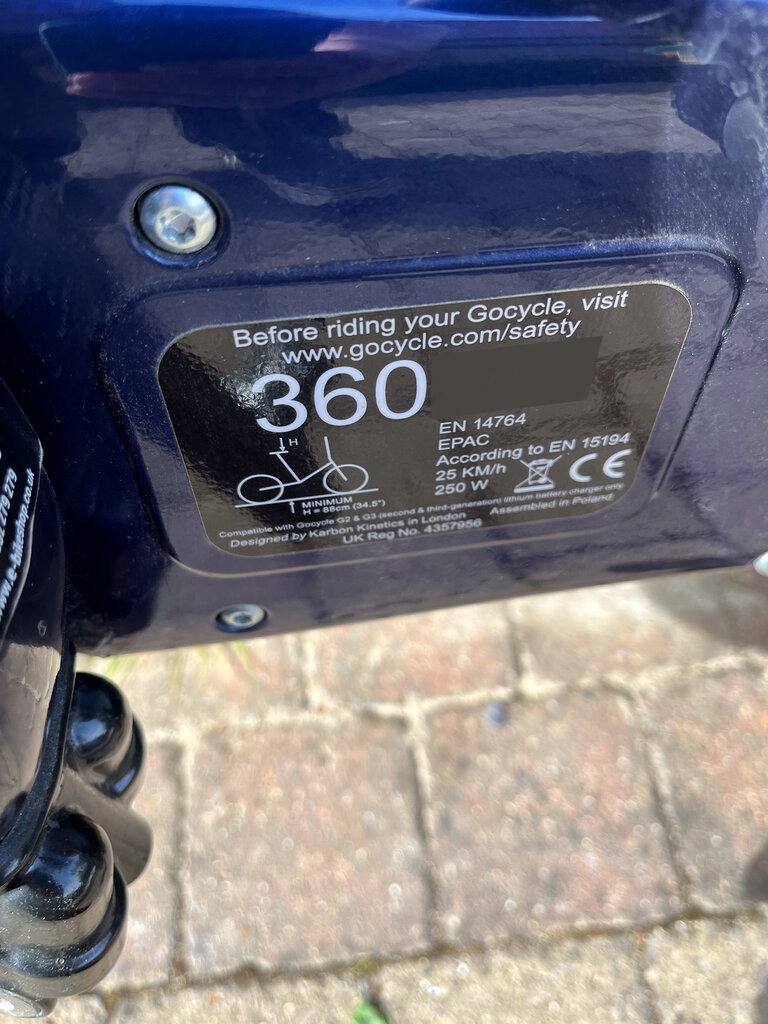 Before riding your Gocycle, visit
www.gocycle.com/safety
360
EN 14764
EPAC
According to EN 15194
25 KM/h
250 W
CE
H
MINIMUM
H = 88cm (34.5")
Compatible with Gocycle G2 & G3 (second & third-generation) lithium battery charger only.
Designed by Karbon Kinetics in London Assembled in Poland
UK Reg No. 4357956